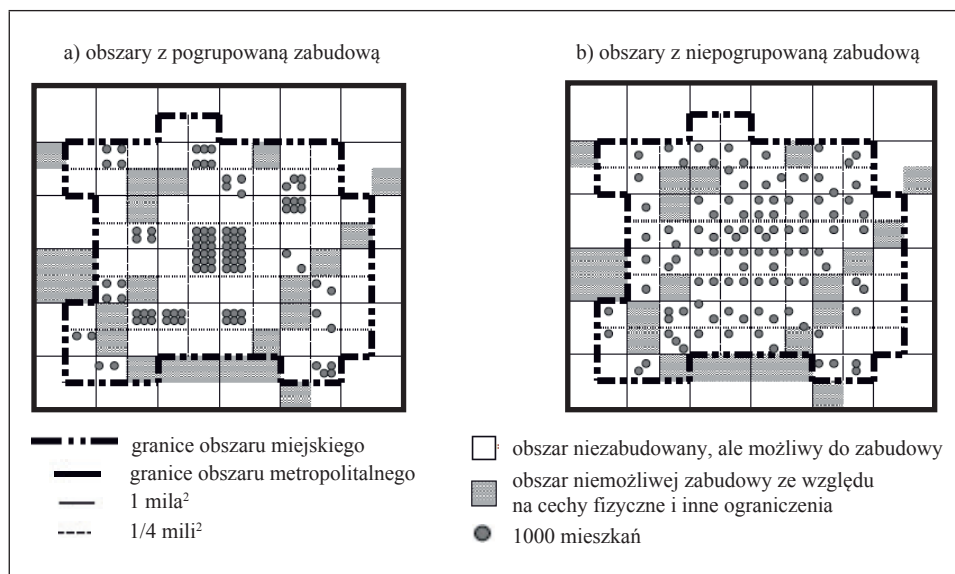 a) obszary z pogrupowaną zabudową
b) obszary z niepogrupowaną zabudową
granice obszaru miejskiego
granice obszaru metropolitalnego
1 mila²
1/4 mili²
obszar niezabudowany, ale możliwy do zabudowy
obszar niemożliwej zabudowy ze względu
na cechy fizyczne i inne ograniczenia
1000 mieszkań